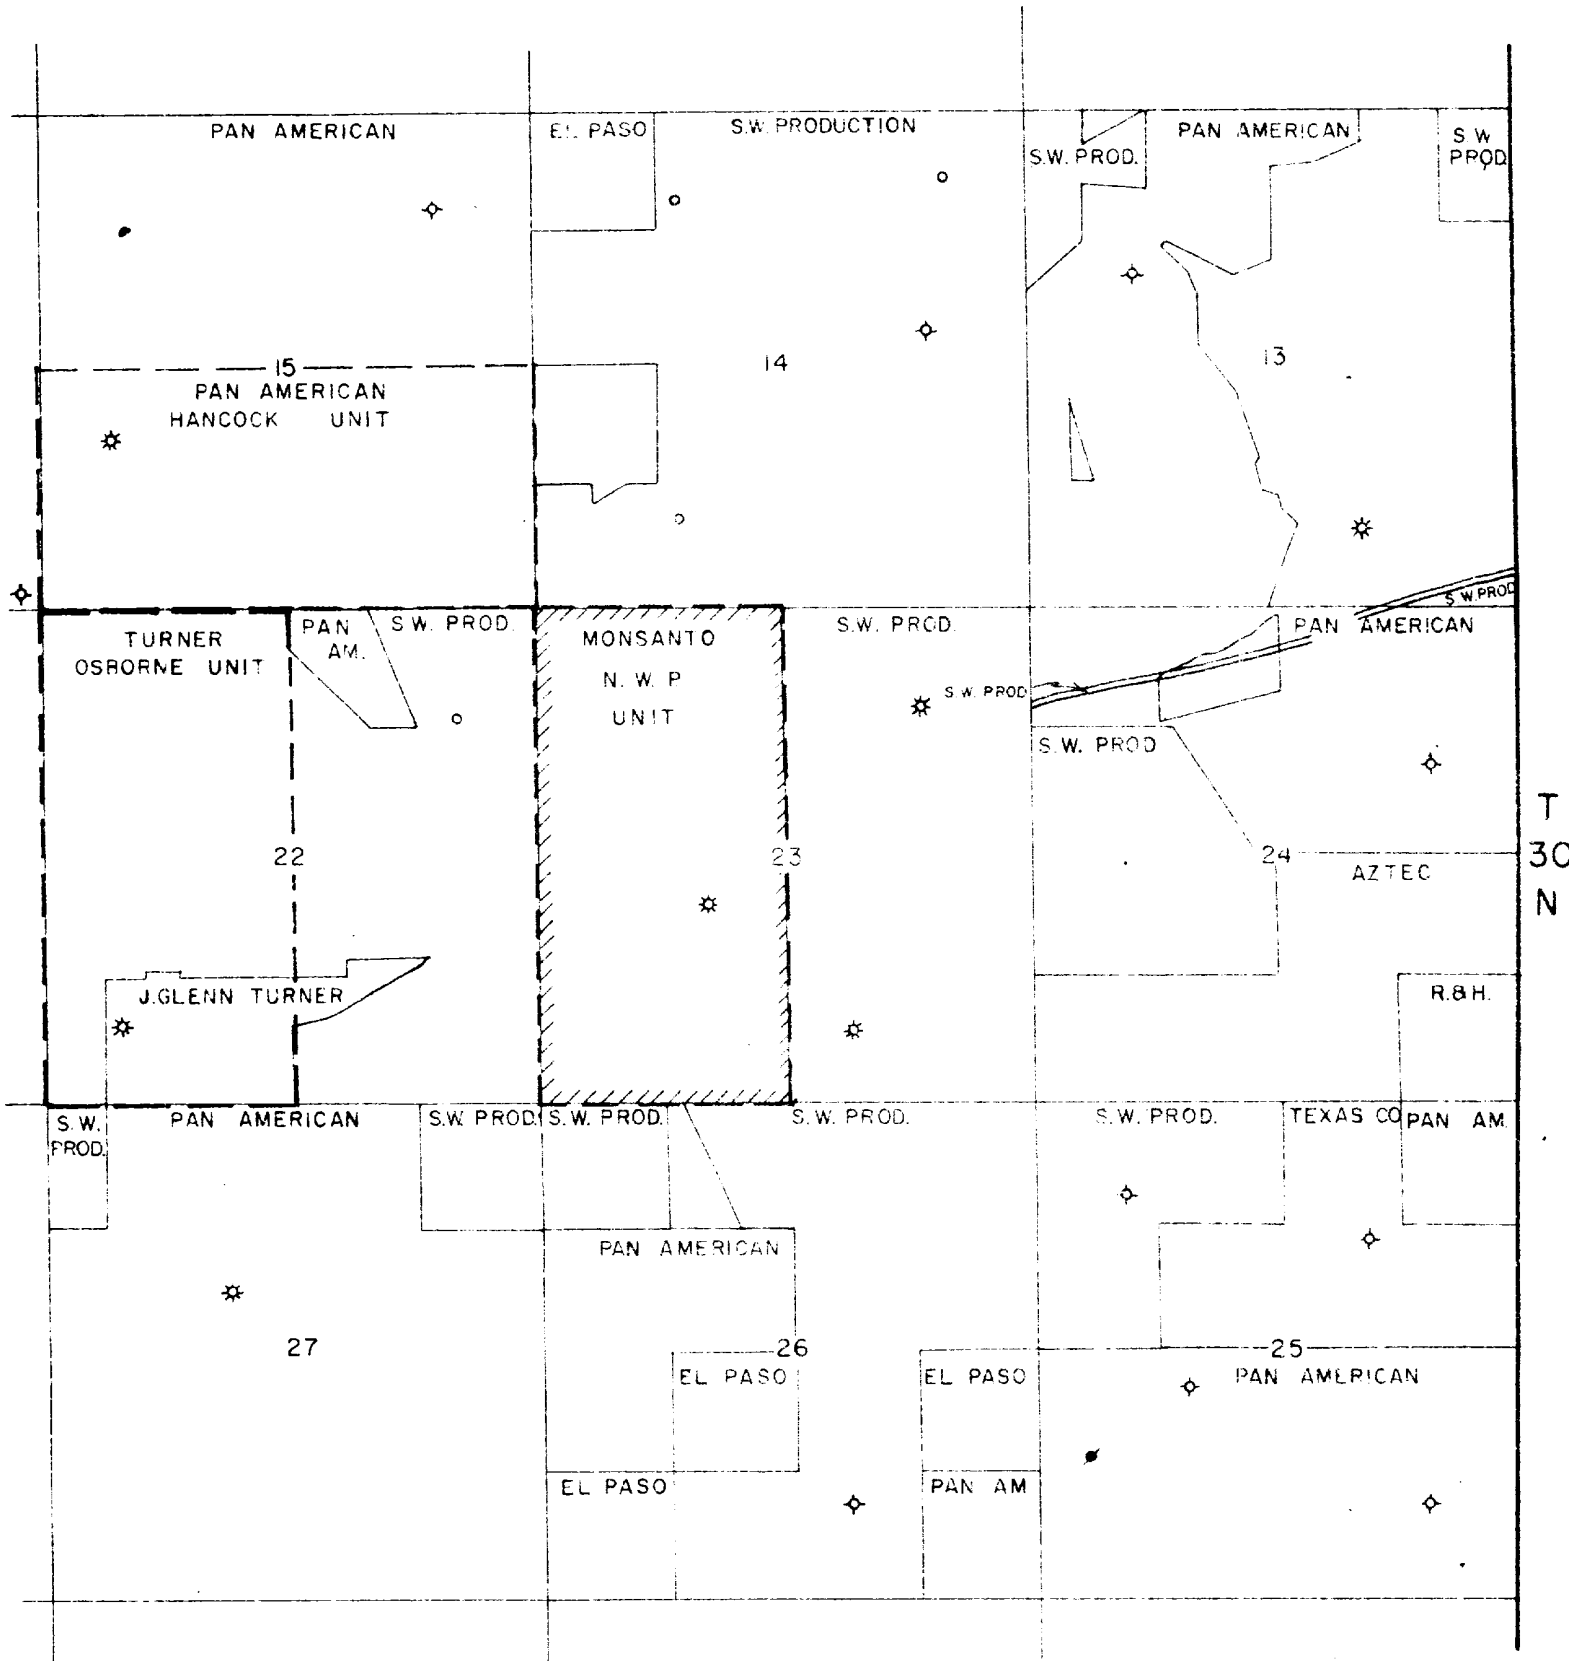 PAN AMERICAN
EL PASO
S.W. PRODUCTION
S.W. PROD.
PAN AMERICAN
S.W.
PROD.
15
PAN AMERICAN
HANCOCK UNIT
14
13
S.W. PROD
TURNER
OSBORNE UNIT
PAN
AM.
S.W. PROD.
MONSANTO
N. W. P.
UNIT
S.W. PROD.
PAN AMERICAN
S.W. PROD
S.W. PROD
T
30
N
22
23
24
AZTEC
J.GLENN TURNER
R.&H.
S.W.
PROD.
PAN AMERICAN
S.W. PROD.
S.W. PROD.
S.W. PROD.
S.W. PROD.
TEXAS CO
PAN AM.
PAN AMERICAN
27
26
25
EL PASO
EL PASO
PAN AMERICAN
EL PASO
PAN AM